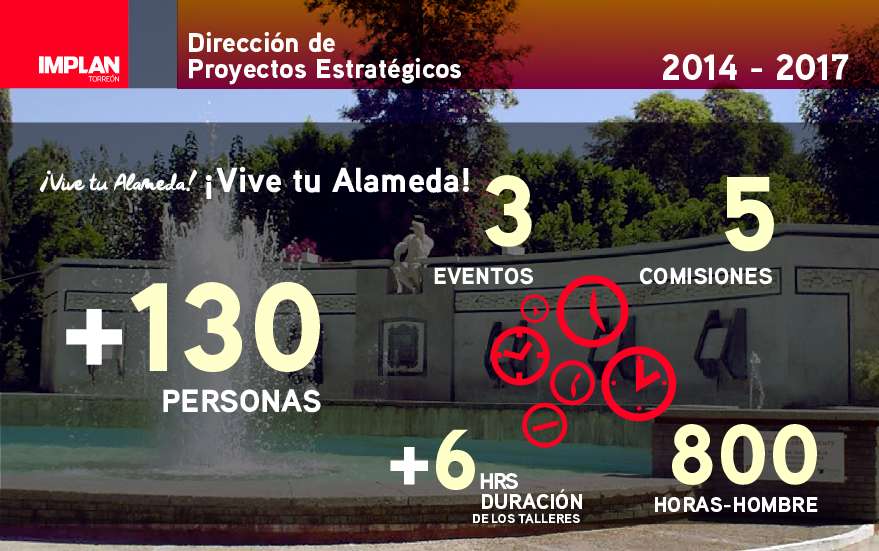 IMPLAN
TORREÓN
Dirección de
Proyectos Estratégicos
2014 - 2017
¡Vive tu Alameda! ¡Vive tu Alameda!
3
EVENTOS
5
COMISIONES
+130
PERSONAS
+6
HRS
DURACIÓN
DE LOS TALLERES
800
HORAS-HOMBRE